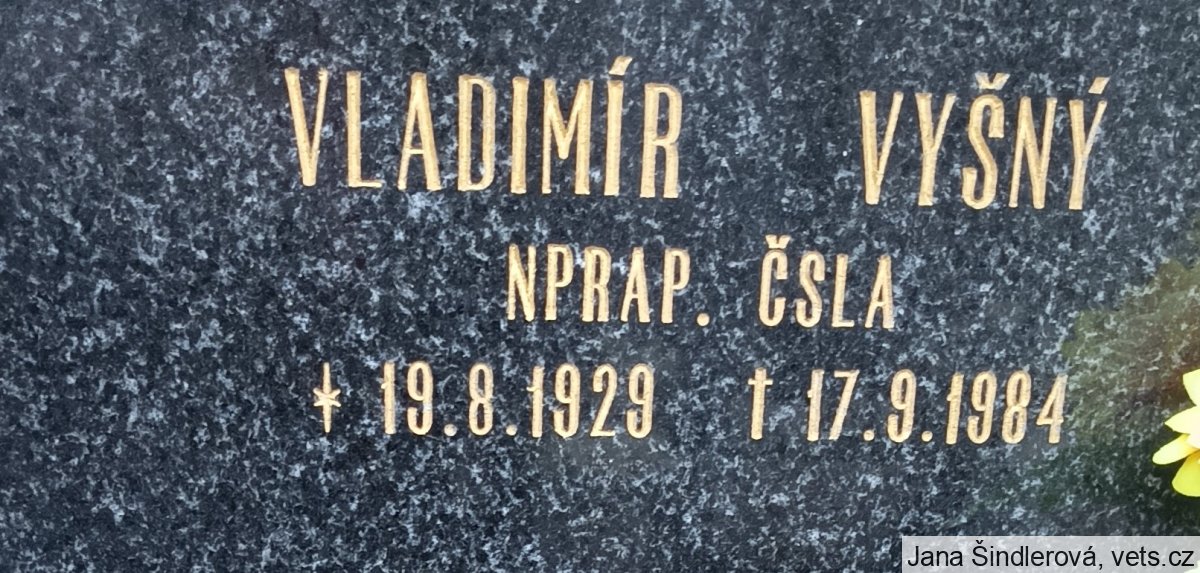 VLADIMÍR VYŠNÝ
NPRAP. ČSLA
* 19.8.1929 † 17.9.1984
Jana Šindlerová, vets.cz